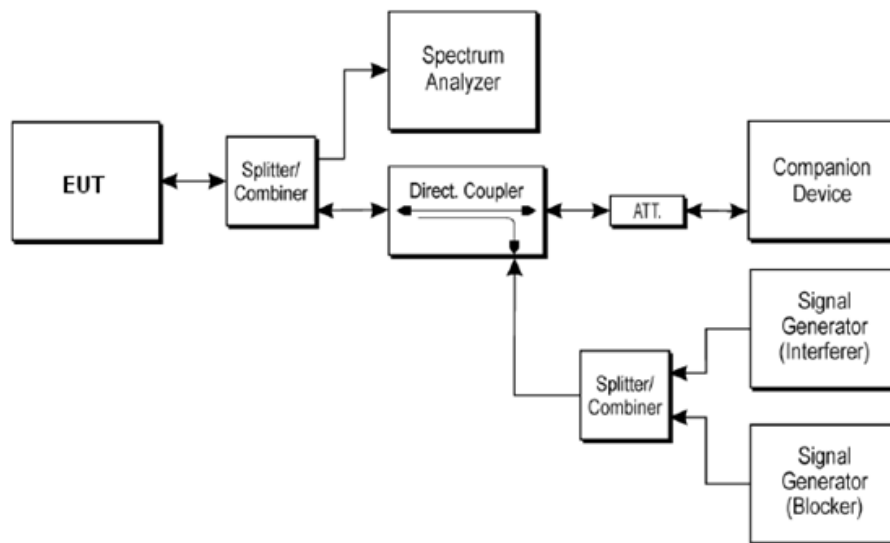 Spectrum
Analyzer
EUT
Splitter/
Combiner
Direct. Coupler
ATT.
Companion
Device
Signal
Generator
(Interferer)
Splitter/
Combiner
Signal
Generator
(Blocker)